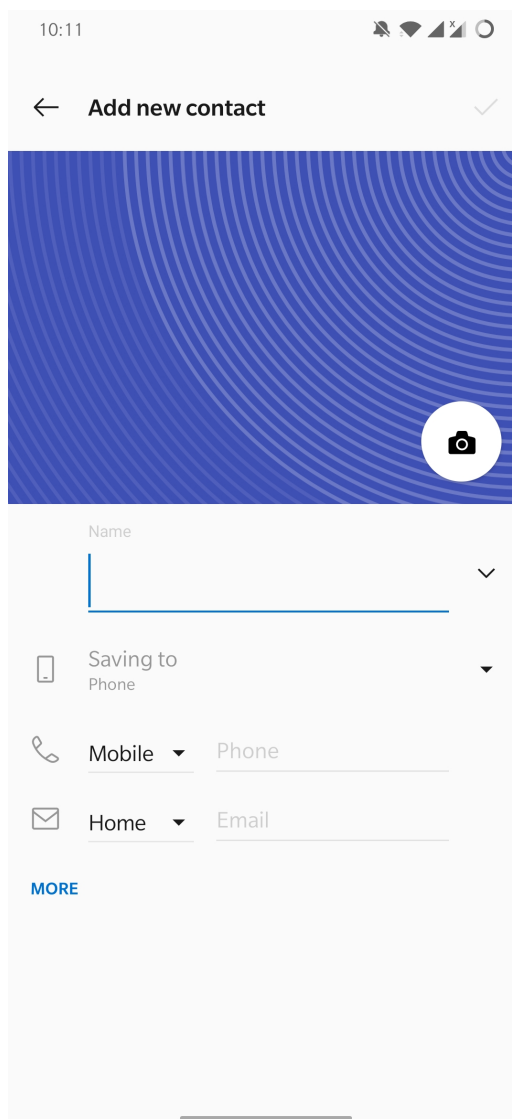 10:11
x
Add new contact
Name
Saving to
Phone
Mobile Phone
Home Email
MORE